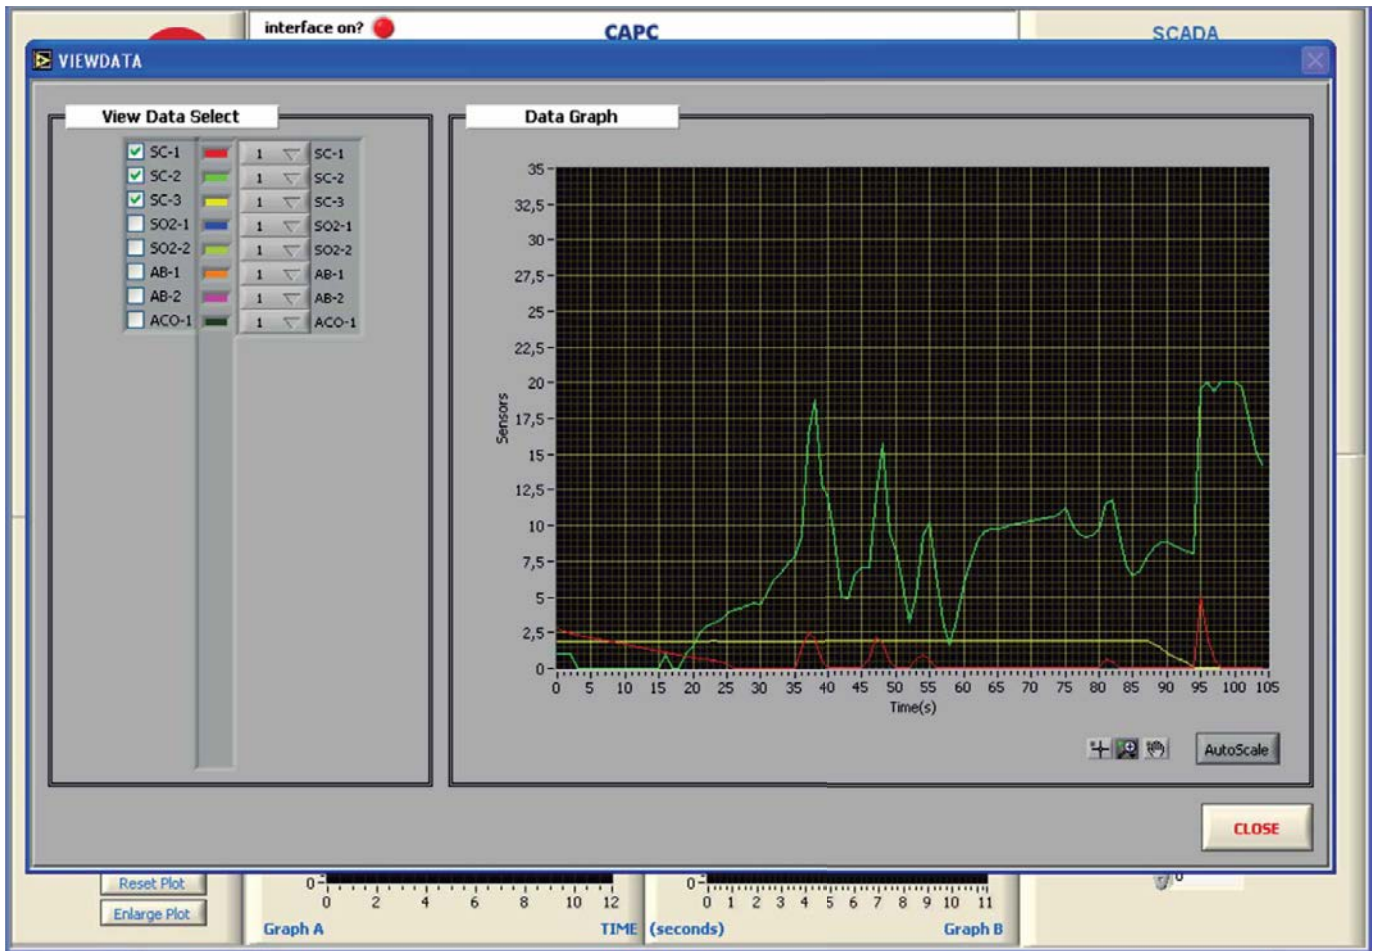 interface on?
CAPC
SCADA
VIEWDATA
View Data Select
SC-1 1 SC-1
SC-2 1 SC-2
SC-3 1 SC-3
SO2-1 1 SO2-1
SO2-2 1 SO2-2
AB-1 1 AB-1
AB-2 1 AB-2
ACO-1 1 ACO-1
Data Graph
35
32,5
30
27,5
25
22,5
20
17,5
15
12,5
10
7,5
5
2,5
0
Sensors
0 5 10 15 20 25 30 35 40 45 50 55 60 65 70 75 80 85 90 95 100 105
Time(s)
AutoScale
CLOSE
Reset Plot
Enlarge Plot
0
0 2 4 6 8 10 12
Graph A TIME (seconds) Graph B
0
0 1 2 3 4 5 6 7 8 9 10 11
0